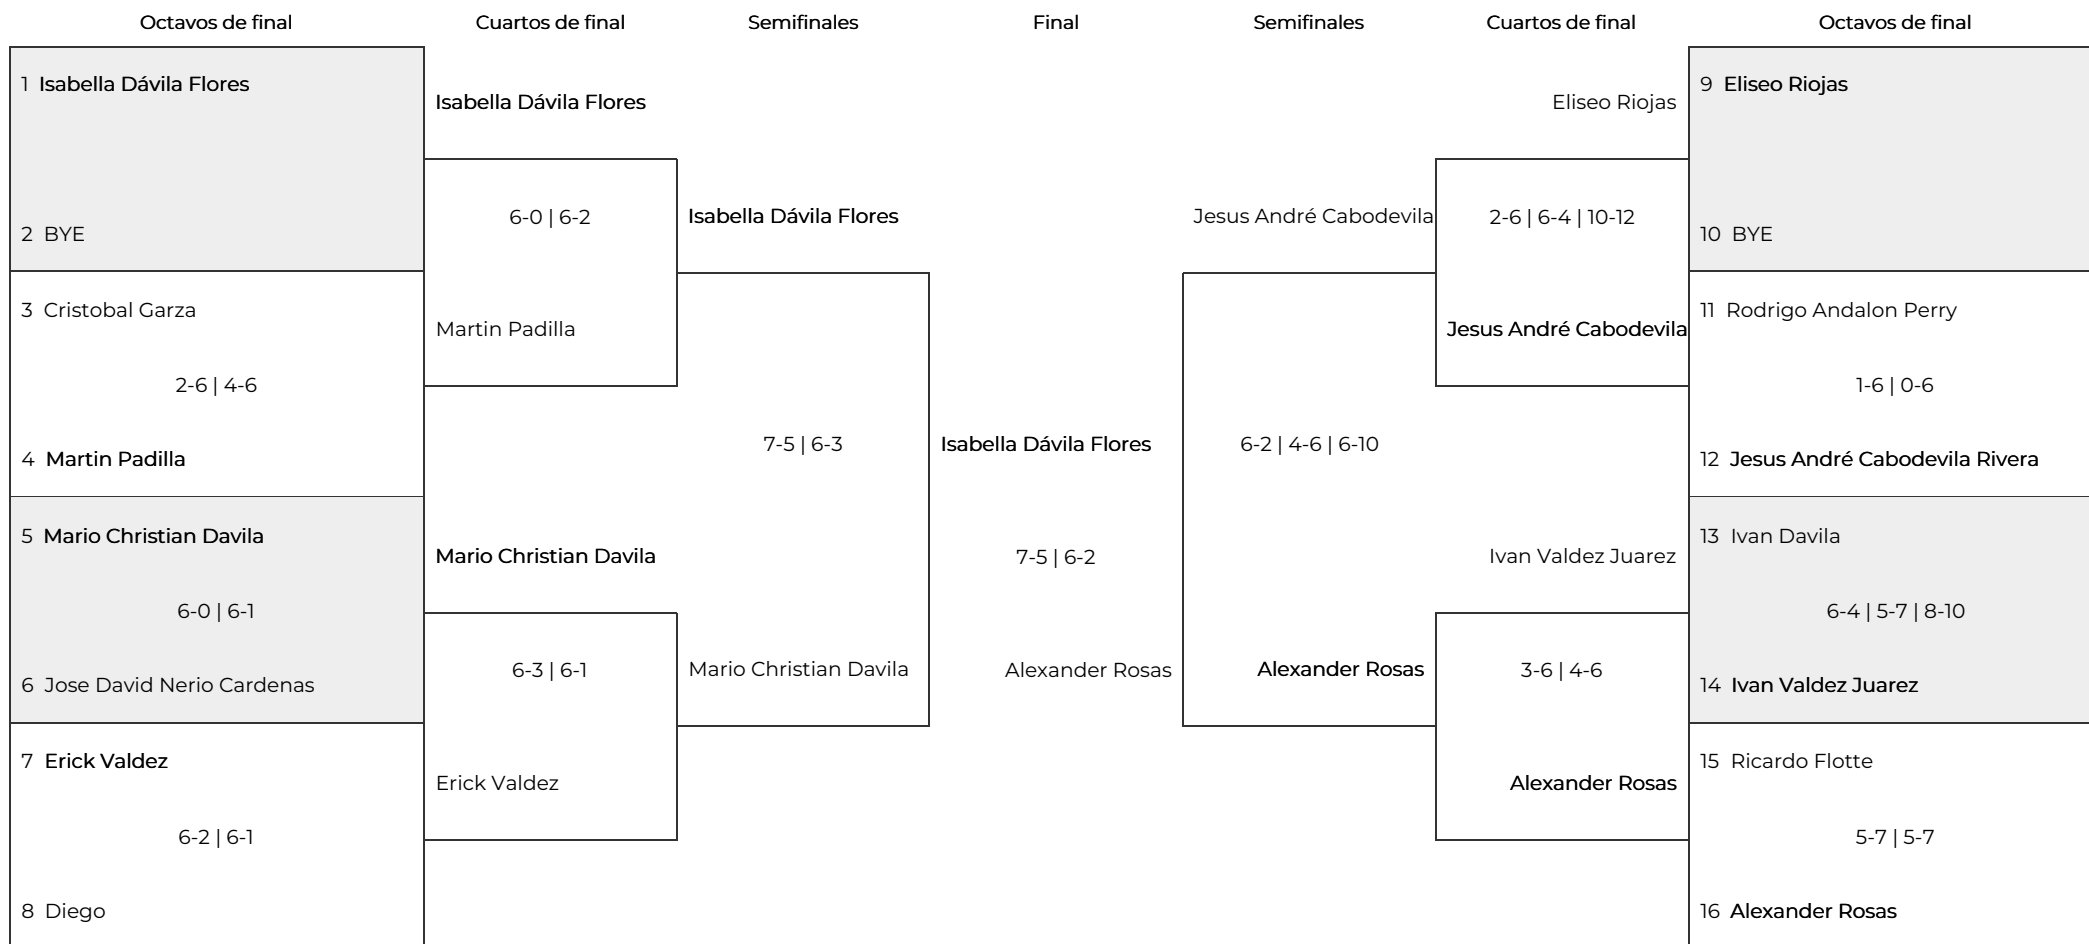 Octavos de final
Cuartos de final
Semifinales
Final
Semifinales
Cuartos de final
Octavos de final
1 Isabella Dávila Flores
2 BYE
3 Cristobal Garza
2-6 | 4-6
4 Martin Padilla
5 Mario Christian Davila
6-0 | 6-1
6 Jose David Nerio Cardenas
7 Erick Valdez
6-2 | 6-1
8 Diego
Isabella Dávila Flores
6-0 | 6-2
Martin Padilla
Mario Christian Davila
6-3 | 6-1
Erick Valdez
Isabella Dávila Flores
7-5 | 6-3
Mario Christian Davila
Isabella Dávila Flores
7-5 | 6-2
Alexander Rosas
Jesus André Cabodevila
6-2 | 4-6 | 6-10
Alexander Rosas
Eliseo Riojas
2-6 | 6-4 | 10-12
Jesus André Cabodevila
Ivan Valdez Juarez
3-6 | 4-6
Alexander Rosas
9 Eliseo Riojas
10 BYE
11 Rodrigo Andalon Perry
1-6 | 0-6
12 Jesus André Cabodevila Rivera
13 Ivan Davila
6-4 | 5-7 | 8-10
14 Ivan Valdez Juarez
15 Ricardo Flotte
5-7 | 5-7
16 Alexander Rosas